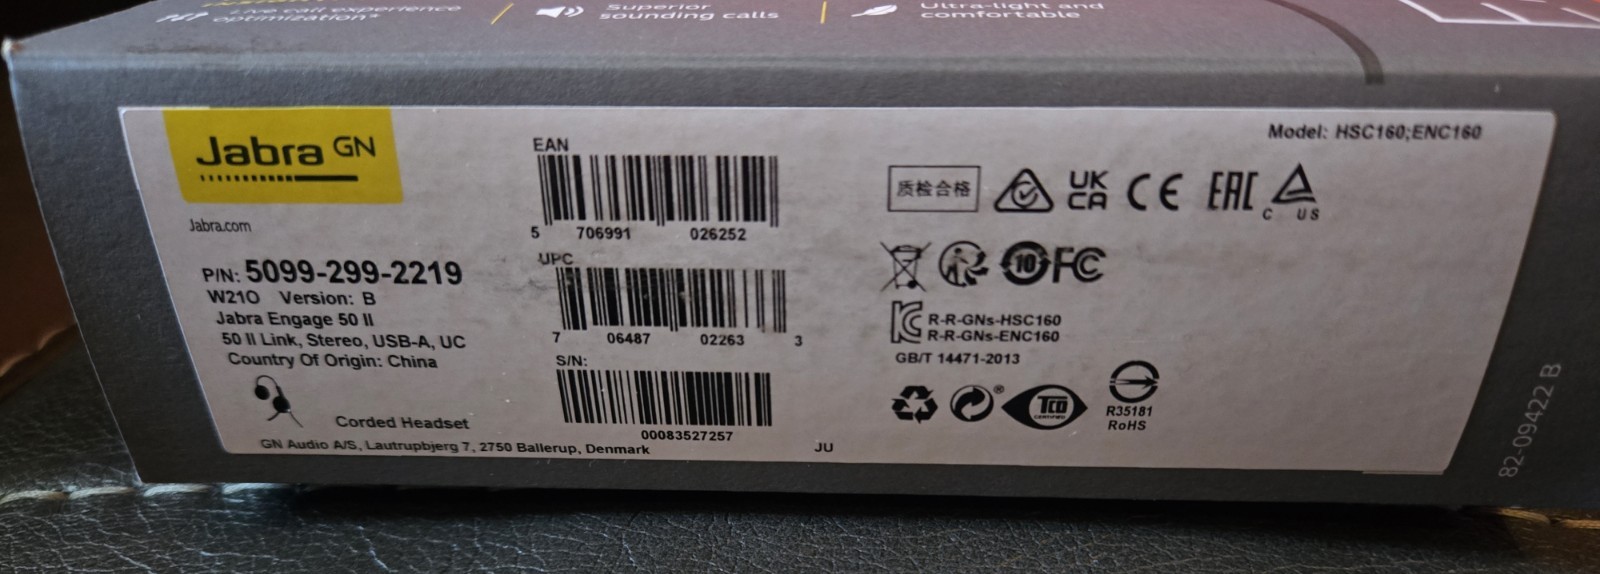 call experience
optimization*
Superior
sounding calls
Ultra-light and
comfortable
Jabra GN
Jabra.com
P/N: 5099-299-2219
W21O Version: B
Jabra Engage 50 II
50 II Link, Stereo, USB-A, UC
Country Of Origin: China
Corded Headset
GN Audio A/S, Lautrupbjerg 7, 2750 Ballerup, Denmark
EAN
5 706991 026252
UPC
7 06487 02263 3
S/N:
00083527257
JU
Model: HSC160;ENC160
质检合格
UK
CA
CE
EAC
C US
10
FC
R-R-GNs-HSC160
R-R-GNs-ENC160
GB/T 14471-2013
®
TCO
CERTIFIED
R35181
RoHS
82-09422 B